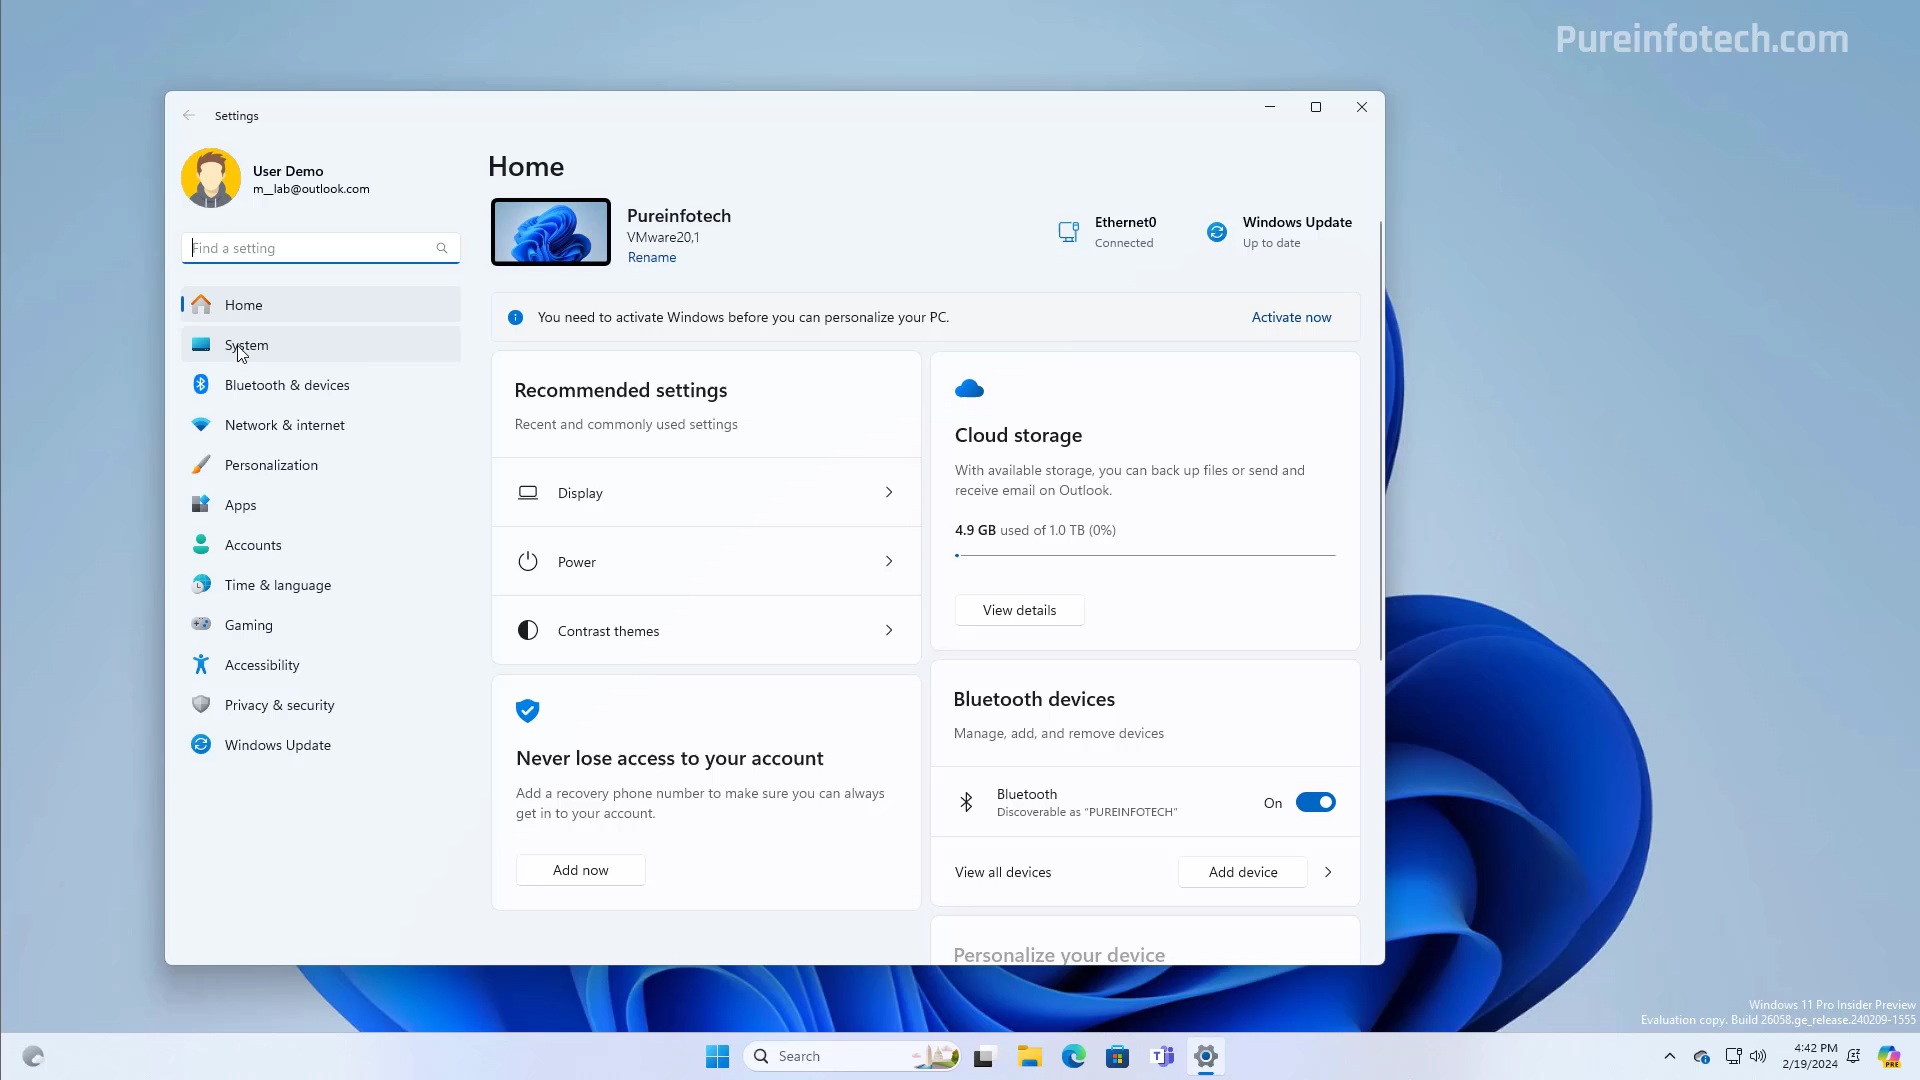 Pureinfotech.com
Settings
User Demo
m__lab@outlook.com
Find a setting
Home
System
Bluetooth & devices
Network & internet
Personalization
Apps
Accounts
Time & language
Gaming
Accessibility
Privacy & security
Windows Update
Home
Pureinfotech
VMware20,1
Rename
Ethernet0
Connected
Windows Update
Up to date
You need to activate Windows before you can personalize your PC.
Activate now
Recommended settings
Recent and commonly used settings
Display
Power
Contrast themes
Never lose access to your account
Add a recovery phone number to make sure you can always
get in to your account.
Add now
Cloud storage
With available storage, you can back up files or send and
receive email on Outlook.
4.9 GB used of 1.0 TB (0%)
View details
Bluetooth devices
Manage, add, and remove devices
Bluetooth
Discoverable as “PUREINFOTECH”
On
View all devices
Add device
Personalize your device
Windows 11 Pro Insider Preview
Evaluation copy. Build 26058.ge_release.240209-1555
Search
4:42 PM
2/19/2024
PRE